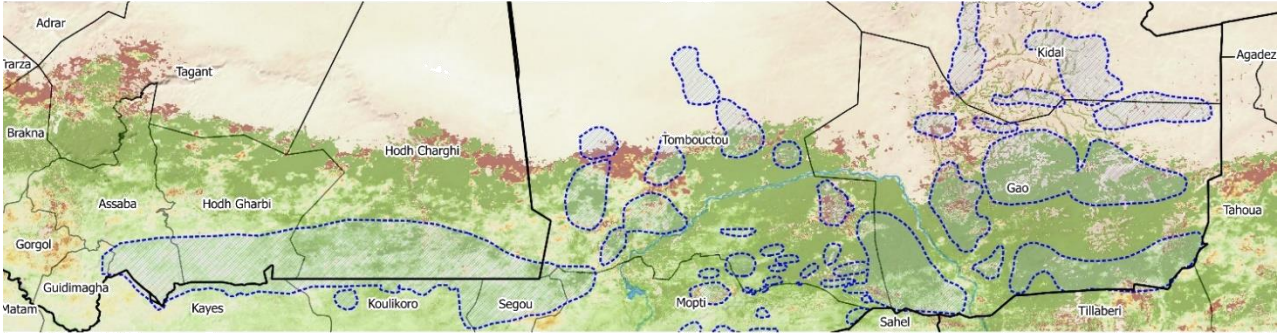 Adrar
Kidal
Agadez
Trarza
Tagant
Brakna
Hodh Charghi
Tombouctou
Gao
Assaba
Hodh Gharbi
Tahoua
Gorgol
Guidimagha
Matam
Kayes
Koulikoro
Segou
Mopti
Sahel
Tillaberi